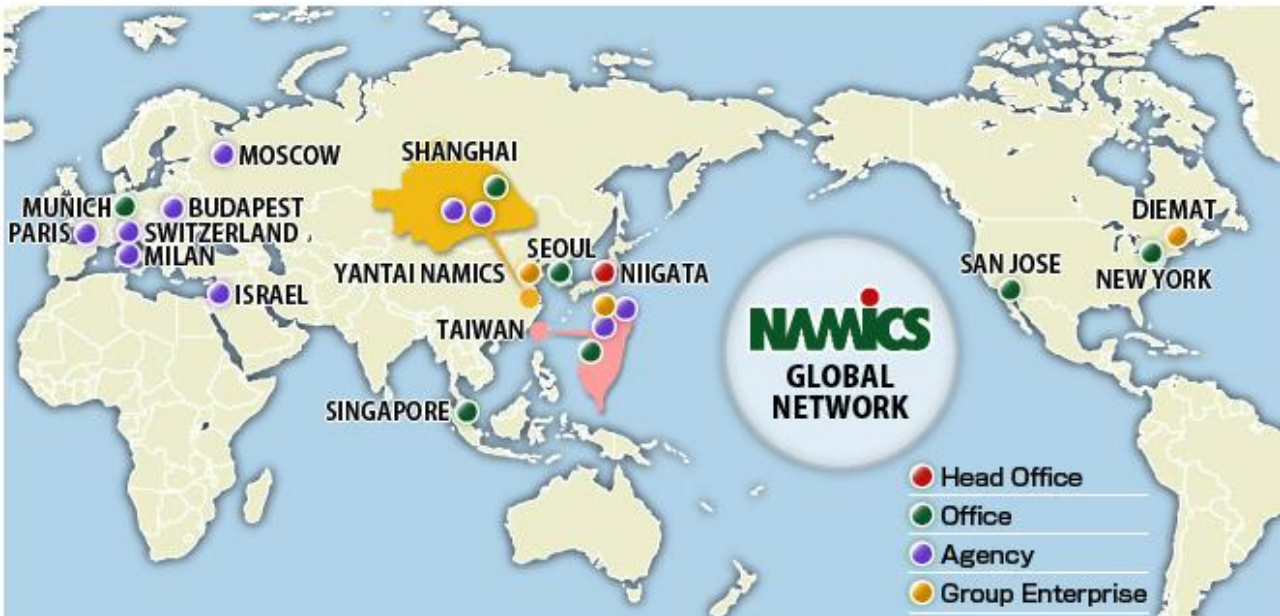 MOSCOW
SHANGHAI
MUNICH
BUDAPEST
PARIS
SWITZERLAND
MILAN
ISRAEL
YANTAI NAMICS
SEOUL
NIIGATA
TAIWAN
SINGAPORE
DIEMAT
SAN JOSE
NEW YORK
NAMICS
GLOBAL
NETWORK
Head Office
Office
Agency
Group Enterprise